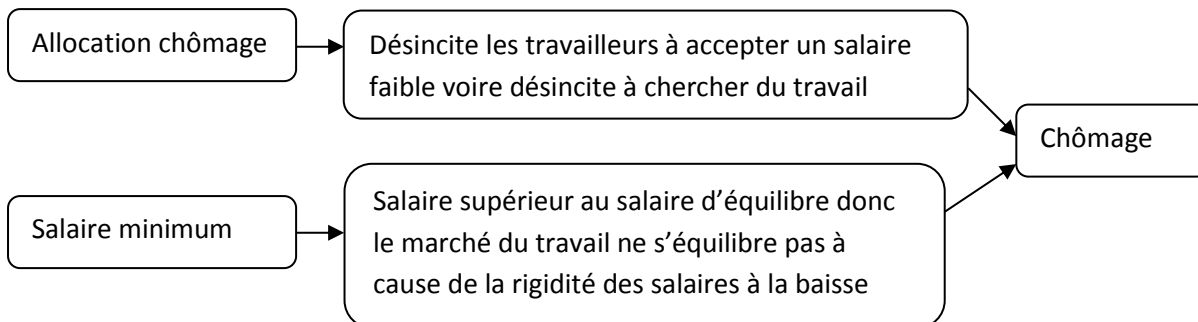 Allocation chômage
Désincite les travailleurs à accepter un salaire
faible voire désincite à chercher du travail
Chômage
Salaire minimum
Salaire supérieur au salaire d’équilibre donc
le marché du travail ne s’équilibre pas à
cause de la rigidité des salaires à la baisse